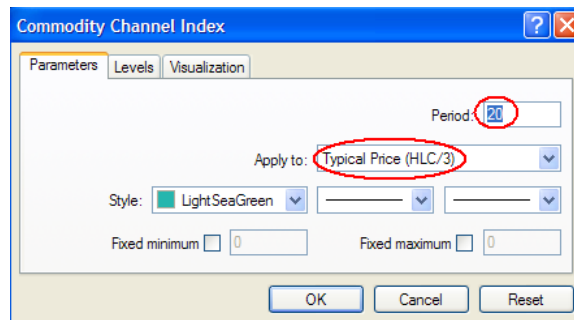 Commodity Channel Index
Parameters Levels Visualization
Period: 20
Apply to: Typical Price (HLC/3)
Style: LightSeaGreen
Fixed minimum 0 Fixed maximum 0
OK Cancel Reset